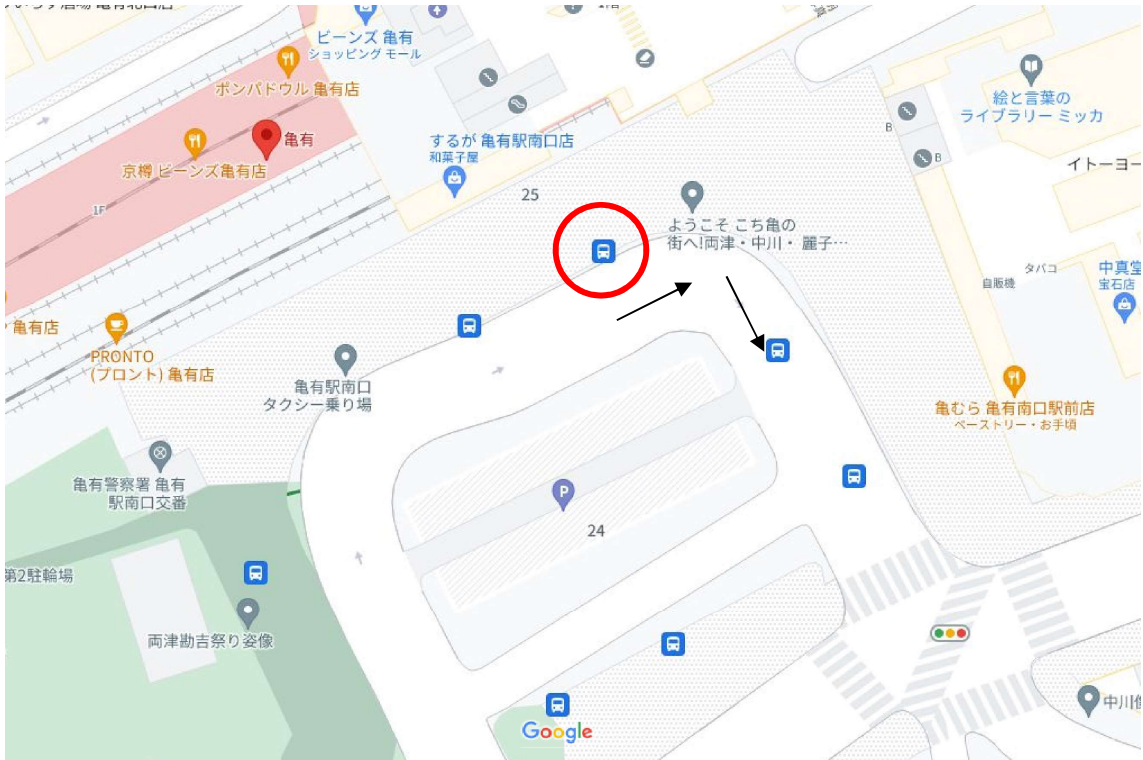 ビーンズ 亀有
ショッピング モール
ポンパドウル 亀有店
亀有
京樽 ビーンズ亀有店
1F
するが 亀有駅南口店
和菓子屋
25
ようこそ こち亀の
街へ!両津・中川・ 麗子…
絵と言葉の
ライブラリー ミッカ
B
B
イトーヨー
タバコ
自販機
中真堂
宝石店
亀有店
PRONTO
(プロント) 亀有店
亀有駅南口
タクシー乗り場
亀むら 亀有南口駅前店
ペーストリー・お手頃
亀有警察署 亀有
駅南口交番
P
24
第2駐輪場
両津勘吉祭り姿像
中川
Google